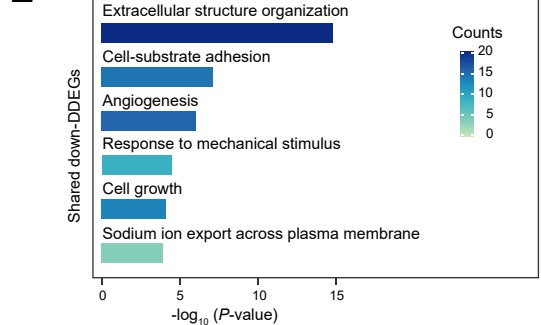 Extracellular structure organization
Cell-substrate adhesion
Angiogenesis
Response to mechanical stimulus
Cell growth
Sodium ion export across plasma membrane
Shared down-DDEGs
0 5 10 15
-log₁₀ (P-value)
Counts
20
15
10
5
0